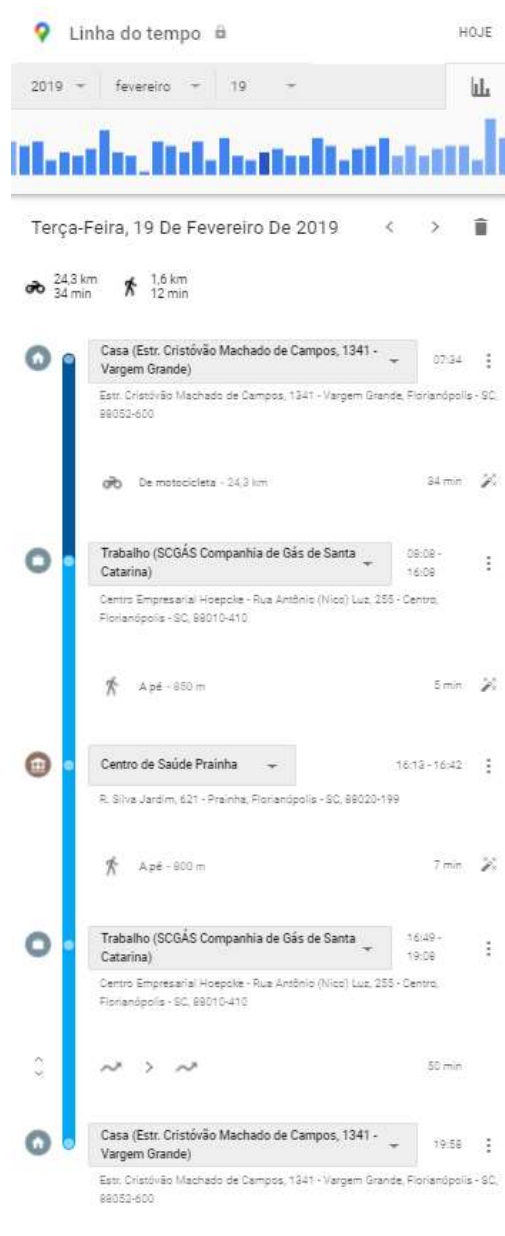 Linha do tempo
HOJE
2019 fevereiro 19
Terça-Feira, 19 De Fevereiro De 2019
24,3 km
34 min
1,6 km
12 min
Casa (Estr. Cristóvão Machado de Campos, 1341 -
Vargem Grande)
07:34
Estr. Cristóvão Machado de Campos, 1341 - Vargem Grande, Florianópolis - SC,
88052-600
De motocicleta - 24,3 km
34 min
Trabalho (SCGÁS Companhia de Gás de Santa
Catarina)
08:08 -
16:08
Centro Empresarial Hoepcke - Rua Antônio (Nico) Luz, 255 - Centro,
Florianópolis - SC, 88010-410
A pé - 850 m
5 min
Centro de Saúde Prainha
16:13 - 16:42
R. Silva Jardim, 621 - Prainha, Florianópolis - SC, 88020-199
A pé - 800 m
7 min
Trabalho (SCGÁS Companhia de Gás de Santa
Catarina)
16:49 -
19:08
Centro Empresarial Hoepcke - Rua Antônio (Nico) Luz, 255 - Centro,
Florianópolis - SC, 88010-410
50 min
Casa (Estr. Cristóvão Machado de Campos, 1341 -
Vargem Grande)
19:58
Estr. Cristóvão Machado de Campos, 1341 - Vargem Grande, Florianópolis - SC,
88052-600